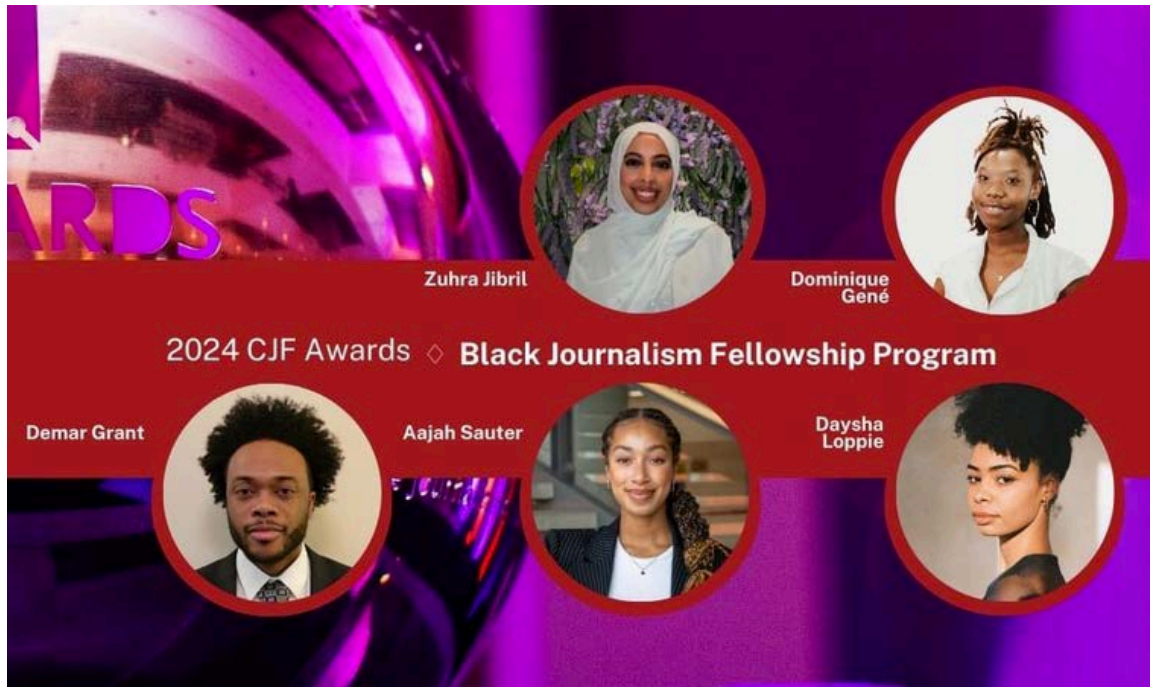 ARDS
Zuhra Jibril
Dominique
Gené
2024 CJF Awards ♢ Black Journalism Fellowship Program
Demar Grant
Aajah Sauter
Daysha
Loppie